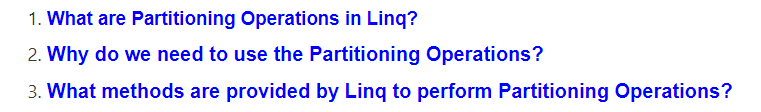 1. What are Partitioning Operations in Linq?
2. Why do we need to use the Partitioning Operations?
3. What methods are provided by Linq to perform Partitioning Operations?